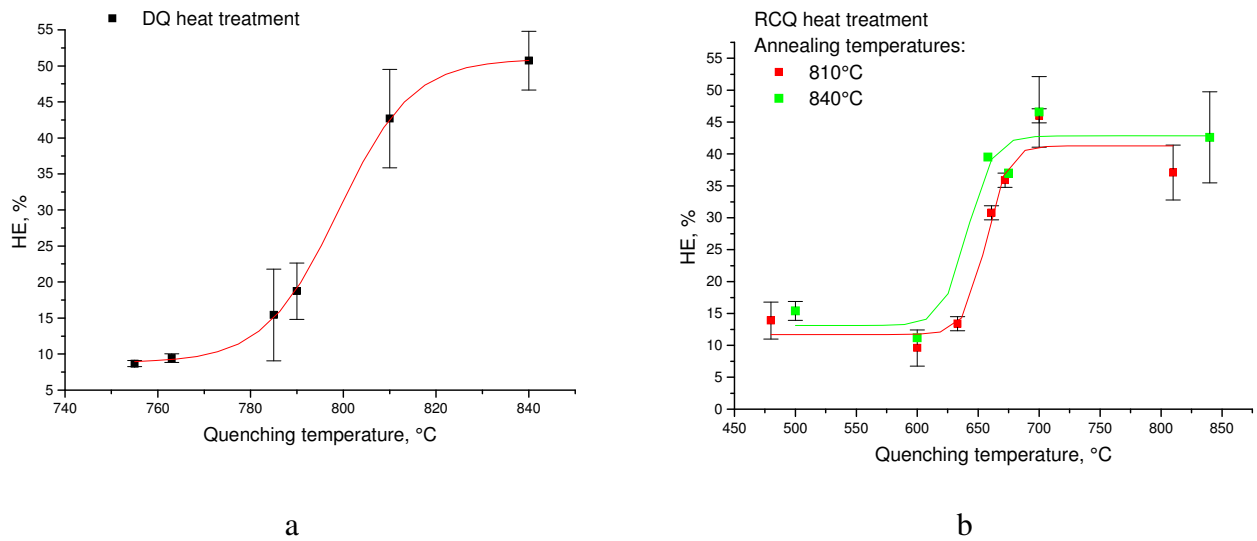 DQ heat treatment
55
50
45
40
35
30
25
20
15
10
5
HE, %
740 760 780 800 820 840
Quenching temperature, °C
a
RCQ heat treatment
Annealing temperatures:
810°C
840°C
55
50
45
40
35
30
25
20
15
10
5
0
HE, %
450 500 550 600 650 700 750 800 850
Quenching temperature, °C
b